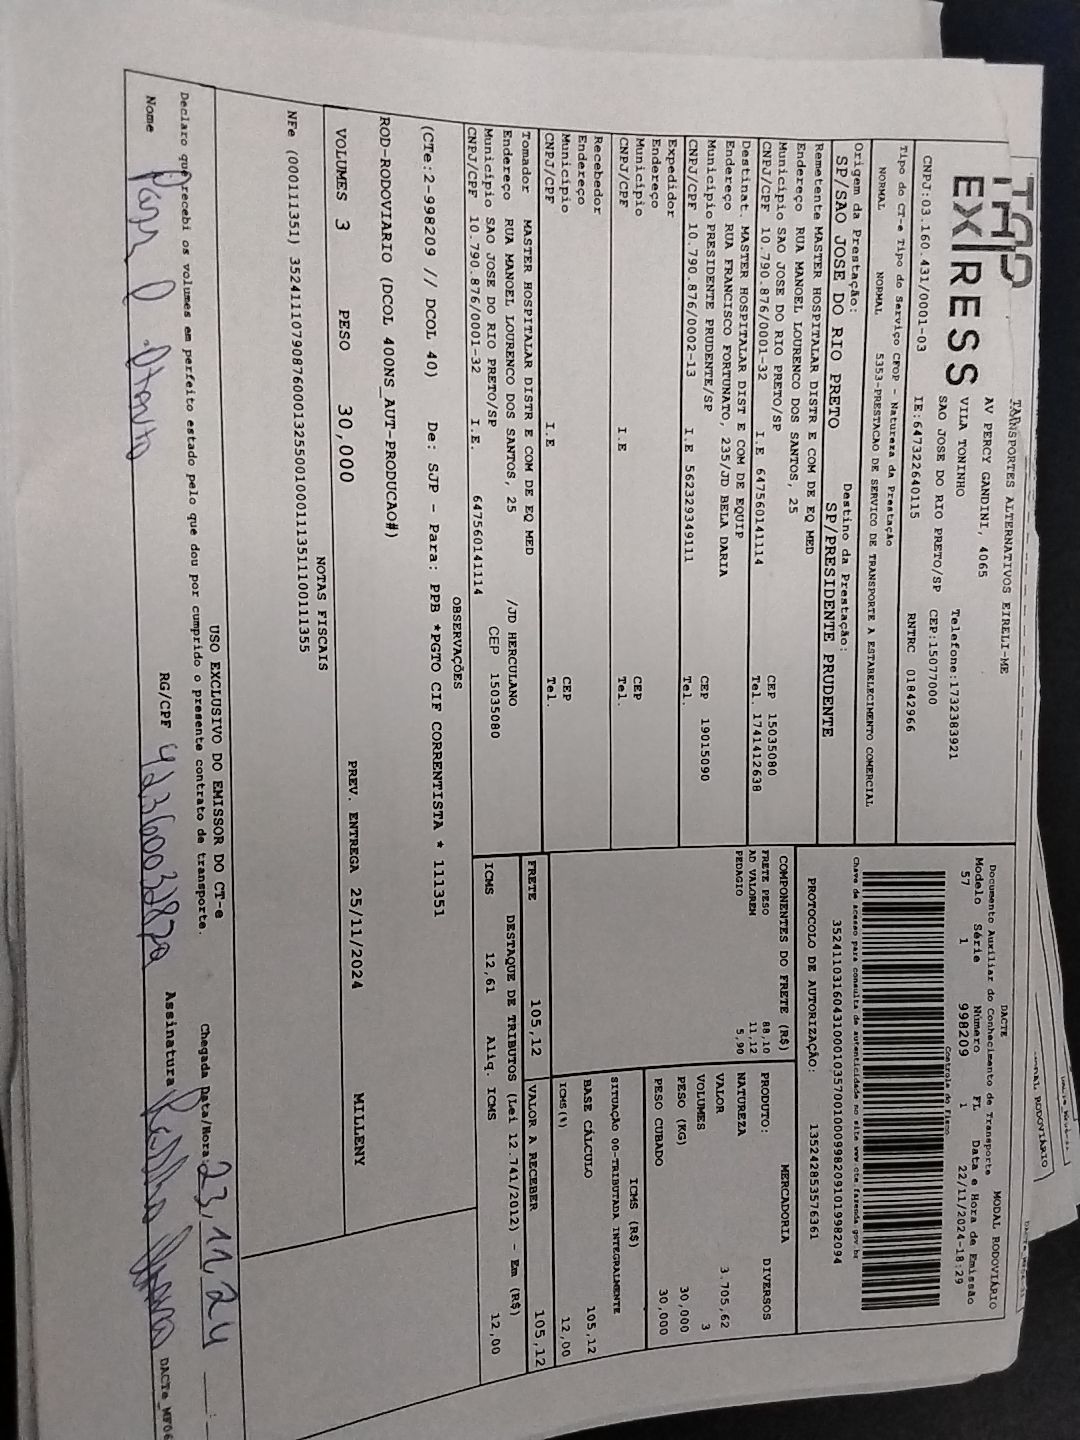 TRANSPORTES ALTERNATIVOS EIRELI-ME
EXPRESS
AV PERCY GANDINI, 4065
VILA TONINHO
Telefone:1732383921
SAO JOSE DO RIO PRETO/SP
CEP:15077000
CNPJ:03.160.431/0001-03
IE:647322640115
RNTRC 01842966
Tipo do CT-e Tipo do Serviço CFOP - Natureza da Prestação
NORMAL NORMAL 5353-PRESTACAO DE SERVICO DE TRANSPORTE A ESTABELECIMENTO COMERCIAL
Origem da Prestação: Destino da Prestação:
SP/SAO JOSE DO RIO PRETO SP/PRESIDENTE PRUDENTE
Remetente MASTER HOSPITALAR DISTR E COM DE EQ MED
Endereço RUA MANOEL LOURENCO DOS SANTOS, 25
Município SAO JOSE DO RIO PRETO/SP CEP 15035080
CNPJ/CPF 10.790.876/0001-32 I.E 647560141114 Tel. 1741412638
Destinat. MASTER HOSPITALAR DIST E COM DE EQUIP
Endereço RUA FRANCISCO FORTUNATO, 235/JD BELA DARIA
Município PRESIDENTE PRUDENTE/SP CEP 19015090
CNPJ/CPF 10.790.876/0002-13 I.E 562329349111 Tel.
Expedidor
Endereço
Município CEP
CNPJ/CPF I.E Tel.
Recebedor
Endereço
Município CEP
CNPJ/CPF I.E Tel.
Tomador MASTER HOSPITALAR DISTR E COM DE EQ MED
Endereço RUA MANOEL LOURENCO DOS SANTOS, 25 /JD HERCULANO
Município SAO JOSE DO RIO PRETO/SP CEP 15035080
CNPJ/CPF 10.790.876/0001-32 I.E. 647560141114
DACTE MODAL RODOVIÁRIO
Documento Auxiliar do Conhecimento de Transporte
Modelo Série Número FL Data e Hora de Emissão
57 1 998209 1 22/11/2024-18:29
Controle do Fisco
Chave de acesso para consulta de autenticidade no site www.cte.fazenda.gov.br
35241103160431000103570010009982091019982094
PROTOCOLO DE AUTORIZAÇÃO: 135242853576361
COMPONENTES DO FRETE (R$)
FRETE PESO 88,10
AD VALOREM 11,12
PEDAGIO 5,90
MERCADORIA
PRODUTO: DIVERSOS
NATUREZA
VALOR 3.705,62
VOLUMES 3
PESO (KG) 30,000
PESO CUBADO 30,000
ICMS (R$)
SITUAÇÃO 00-TRIBUTADA INTEGRALMENTE
BASE CÁLCULO 105,12
ICMS(%) 12,00
FRETE 105,12 VALOR A RECEBER 105,12
DESTAQUE DE TRIBUTOS (Lei 12.741/2012) - Em (R$)
ICMS 12,61 Aliq. ICMS 12,00
OBSERVAÇÕES
(CTe:2-998209 // DCOL 40) De: SJP - Para: PPB *PGTO CIF CORRENTISTA * 111351
ROD-RODOVIARIO (DCOL 400NS_AUT-PRODUCAO#)
VOLUMES 3 PESO 30,000 PREV. ENTREGA 25/11/2024 MILLENY
NOTAS FISCAIS
NFe (000111351) 35241110790876000132550010001113511100111355
USO EXCLUSIVO DO EMISSOR DO CT-e
Declaro que recebi os volumes em perfeito estado pelo que dou por cumprido o presente contrato de transporte.
Chegada Data/Hora: 23/11/24 __:__
Nome RG/CPF 42360032870 Assinatura
DACTe_MF06
MODAL RODOVIÁRIO